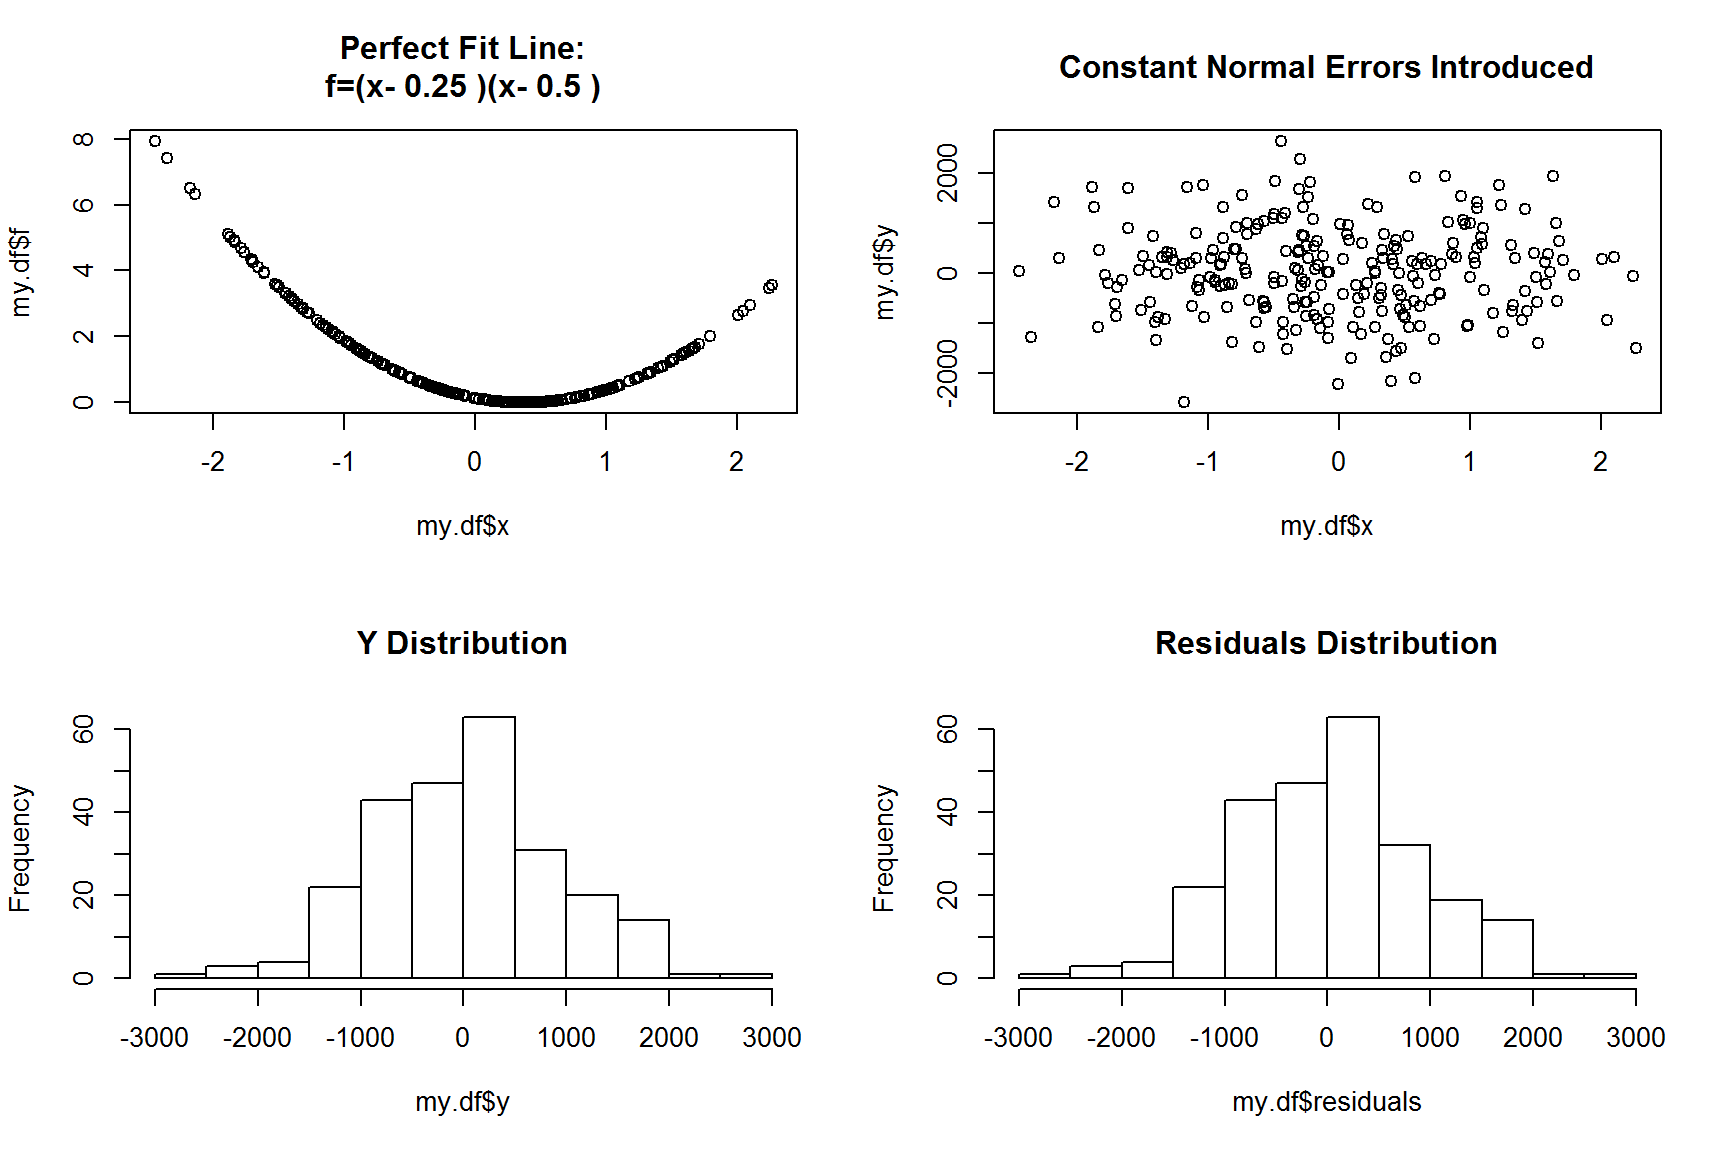 Perfect Fit Line:
f=(x- 0.25 )(x- 0.5 )
my.df$f
0 2 4 6 8
-2 -1 0 1 2
my.df$x
Constant Normal Errors Introduced
my.df$y
-2000 0 2000
-2 -1 0 1 2
my.df$x
Y Distribution
Frequency
0 20 40 60
-3000 -2000 -1000 0 1000 2000 3000
my.df$y
Residuals Distribution
Frequency
0 20 40 60
-3000 -2000 -1000 0 1000 2000 3000
my.df$residuals